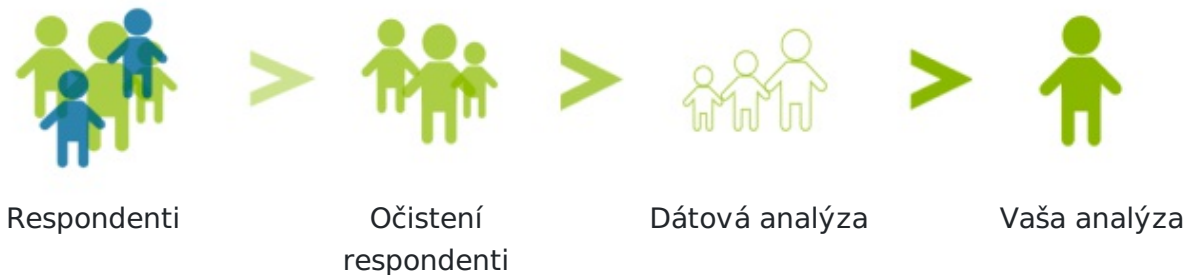 Respondenti
Očistení
respondenti
Dátová analýza
Vaša analýza